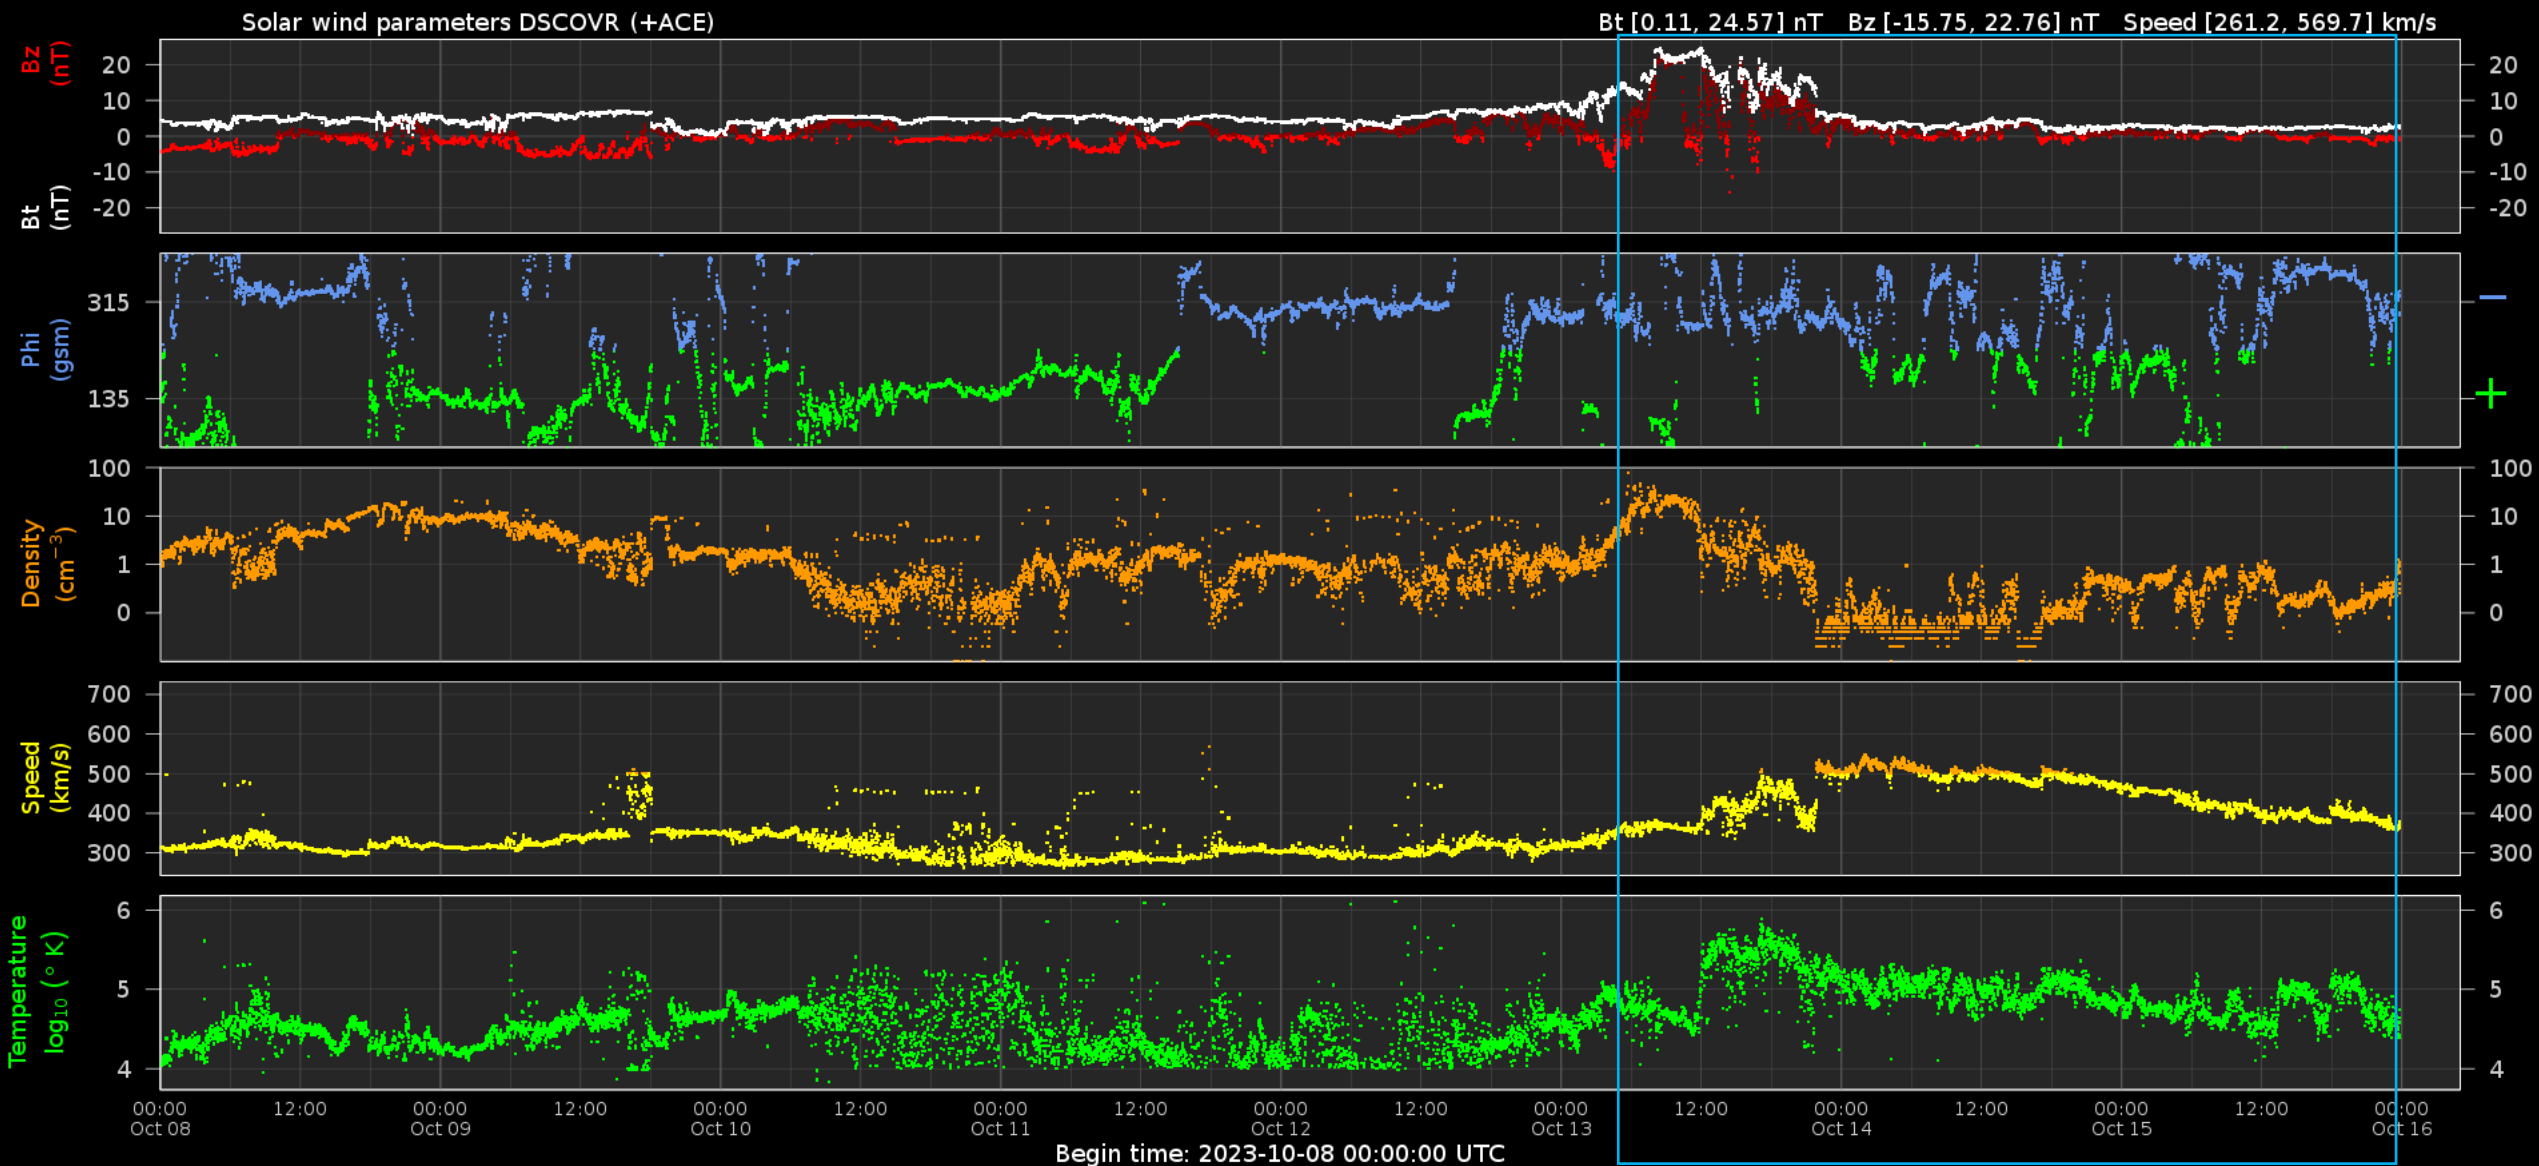 Solar wind parameters DSCOVR (+ACE)
Bt [0.11, 24.57] nT Bz [-15.75, 22.76] nT Speed [261.2, 569.7] km/s
Bz
(nT)
Bt
(nT)
20
10
0
-10
-20
20
10
0
-10
-20
Phi
(gsm)
315
135
−
+
Density
(cm⁻³)
100
10
1
0
100
10
1
0
Speed
(km/s)
700
600
500
400
300
700
600
500
400
300
Temperature
log₁₀ (° K)
6
5
4
6
5
4
00:00 12:00 00:00 12:00 00:00 12:00 00:00 12:00 00:00 12:00 00:00 12:00 00:00 12:00 00:00 12:00 00:00
Oct 08 Oct 09 Oct 10 Oct 11 Oct 12 Oct 13 Oct 14 Oct 15 Oct 16
Begin time: 2023-10-08 00:00:00 UTC